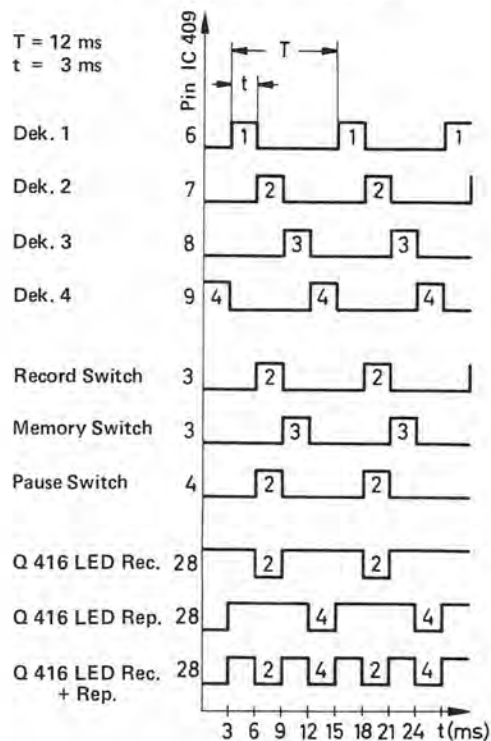 T = 12 ms
t = 3 ms
Pin IC 409
T
t
Dek. 1 6 1 1 1
Dek. 2 7 2 2
Dek. 3 8 3 3
Dek. 4 9 4 4 4
Record Switch 3 2 2
Memory Switch 3 3 3
Pause Switch 4 2 2
Q 416 LED Rec. 28 2 2
Q 416 LED Rep. 28 4 4
Q 416 LED Rec. 28 2 4 2 4
+ Rep.
3 6 9 12 15 18 21 24 t(ms)